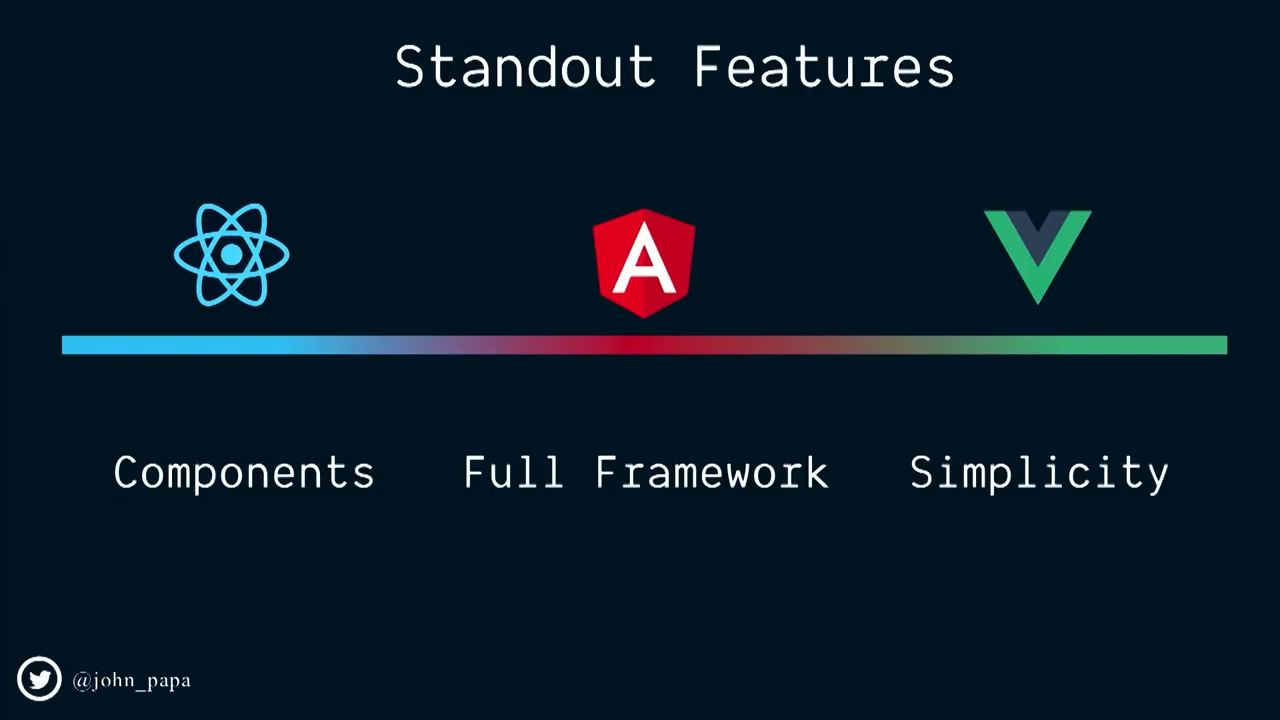 Standout Features
A
Components Full Framework Simplicity
@john_papa